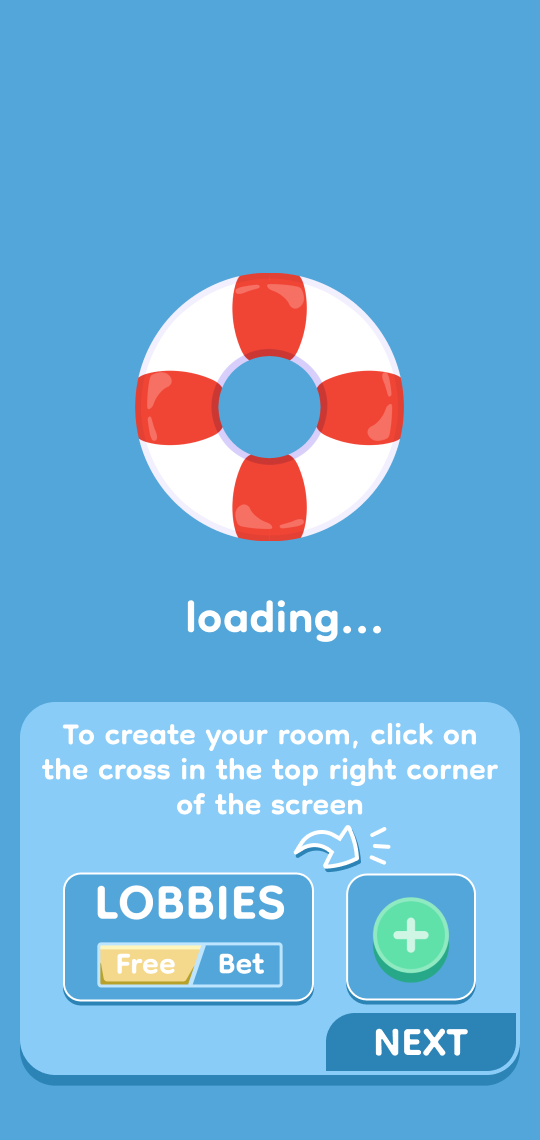 loading...
To create your room, click on
the cross in the top right corner
of the screen
LOBBIES
Free Bet
NEXT